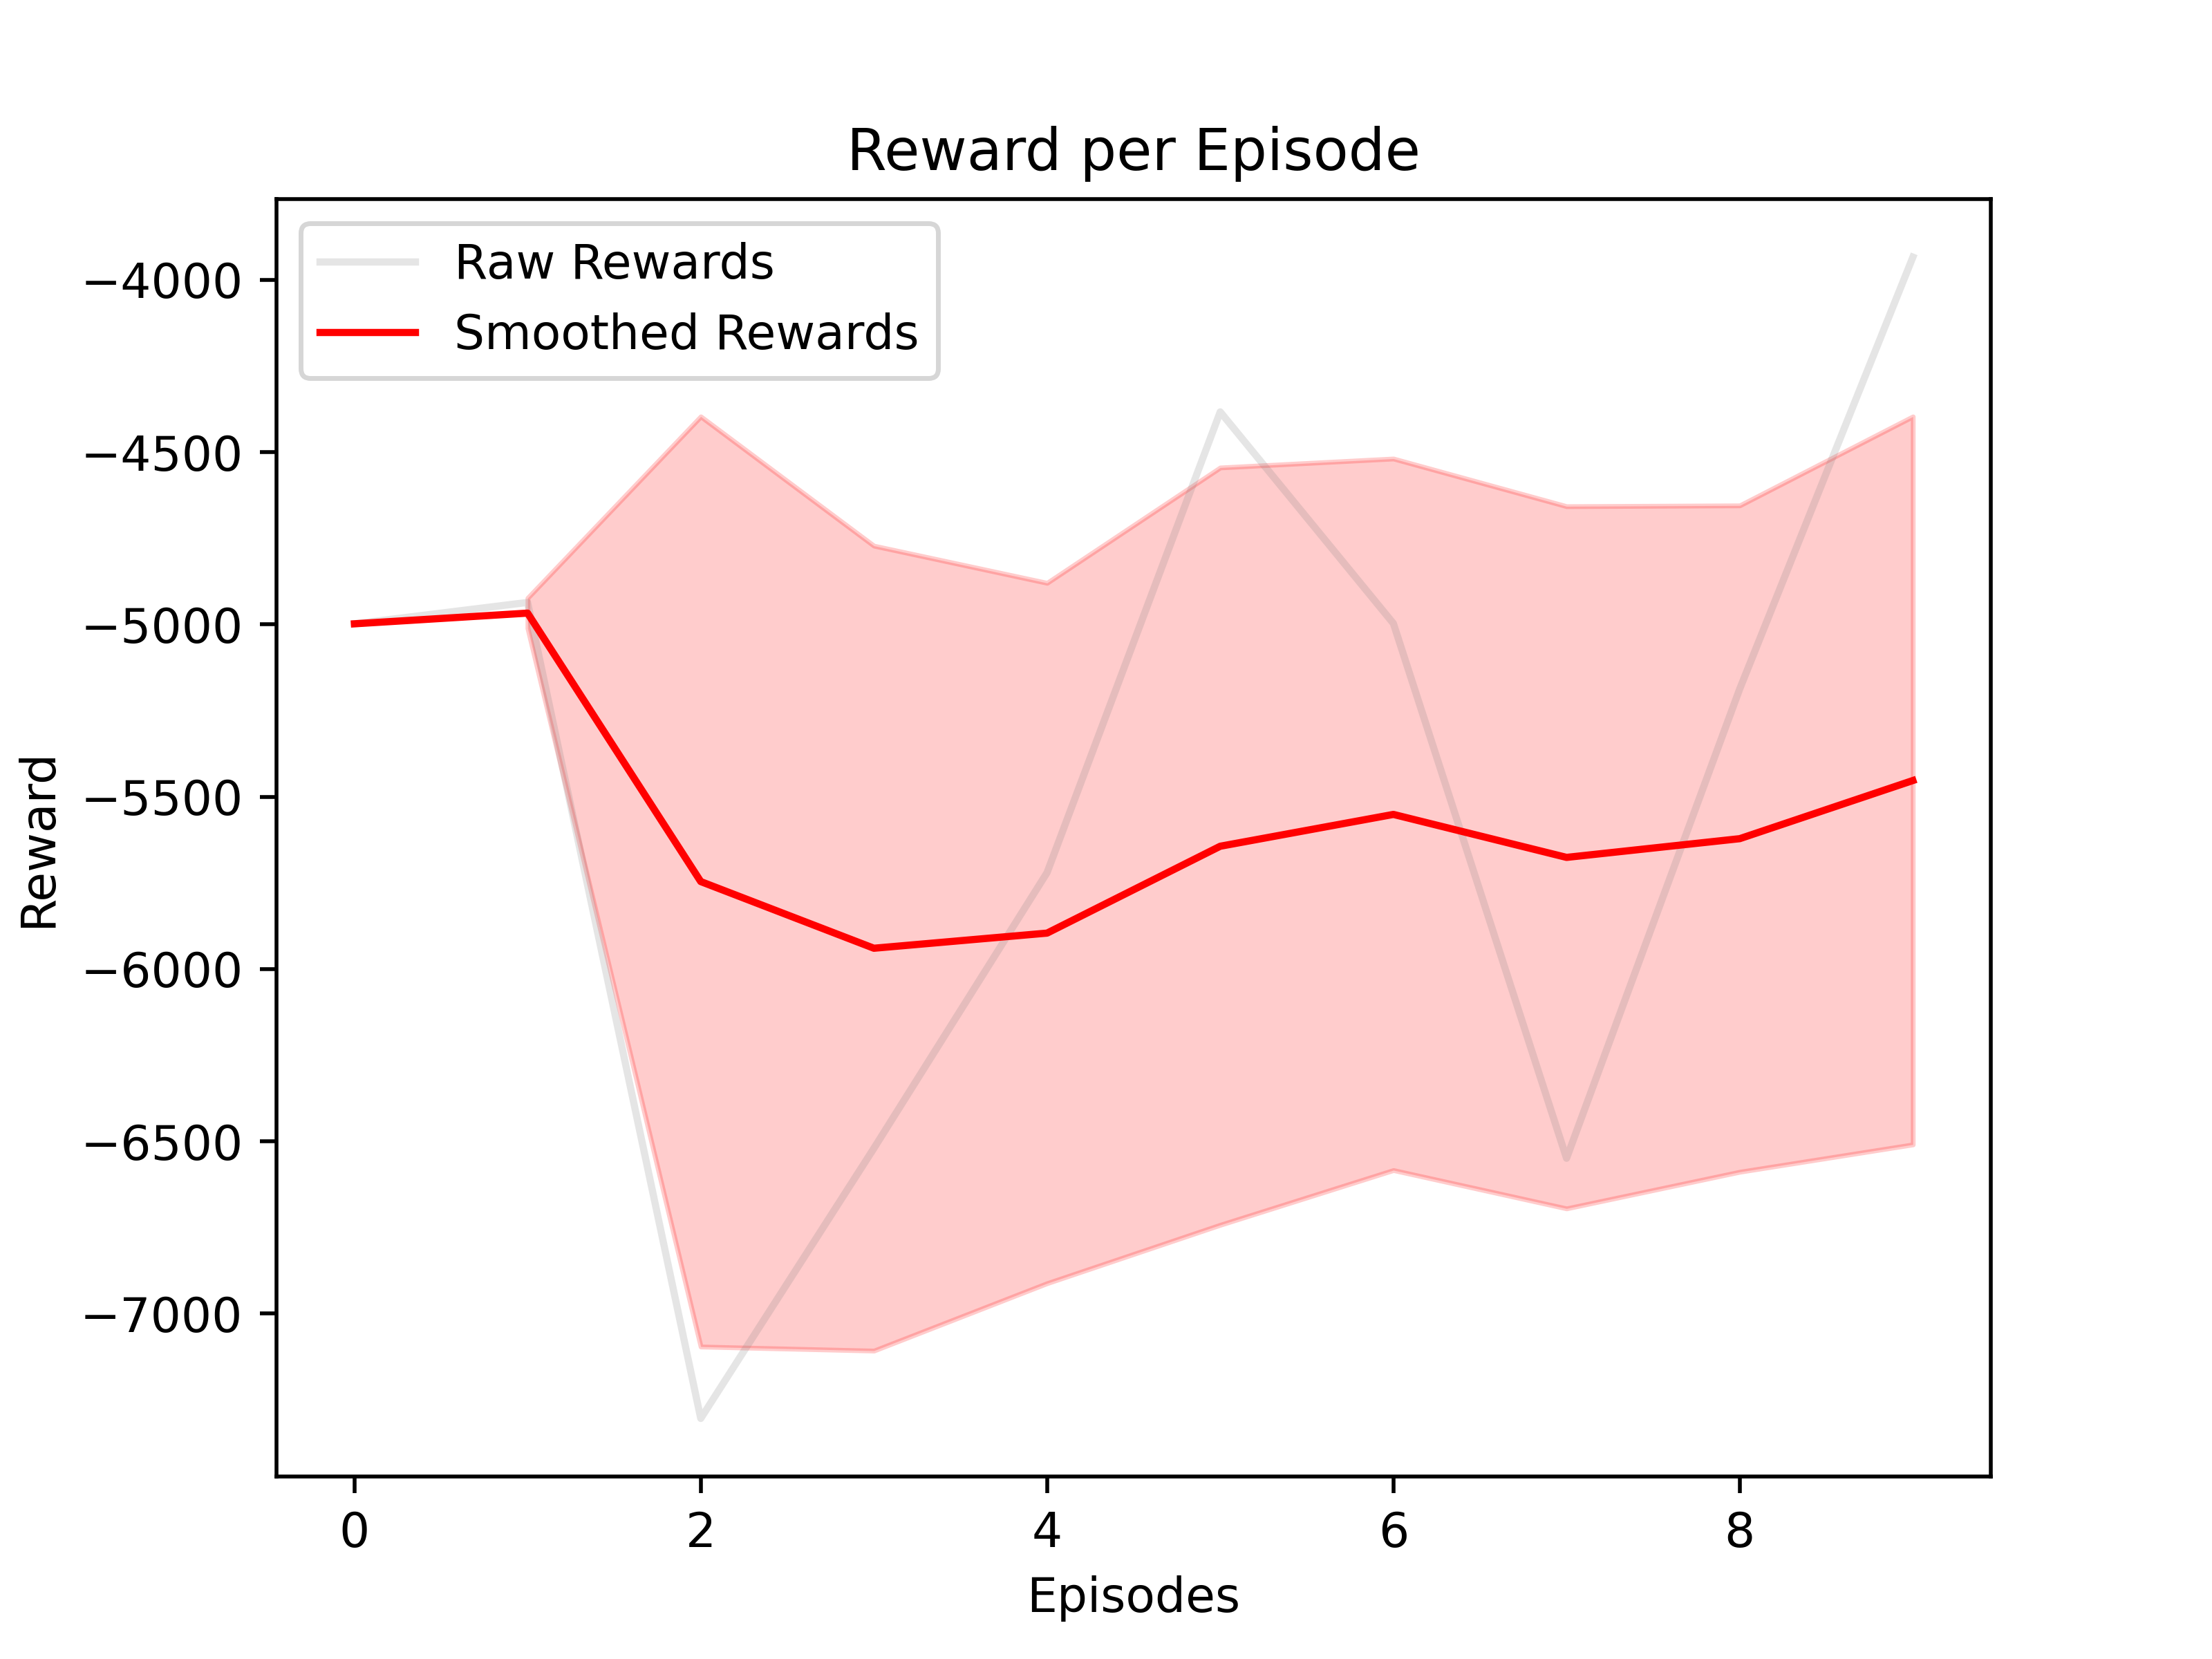 Reward per Episode
Raw Rewards
Smoothed Rewards
−4000
−4500
−5000
−5500
−6000
−6500
−7000
Reward
0 2 4 6 8
Episodes